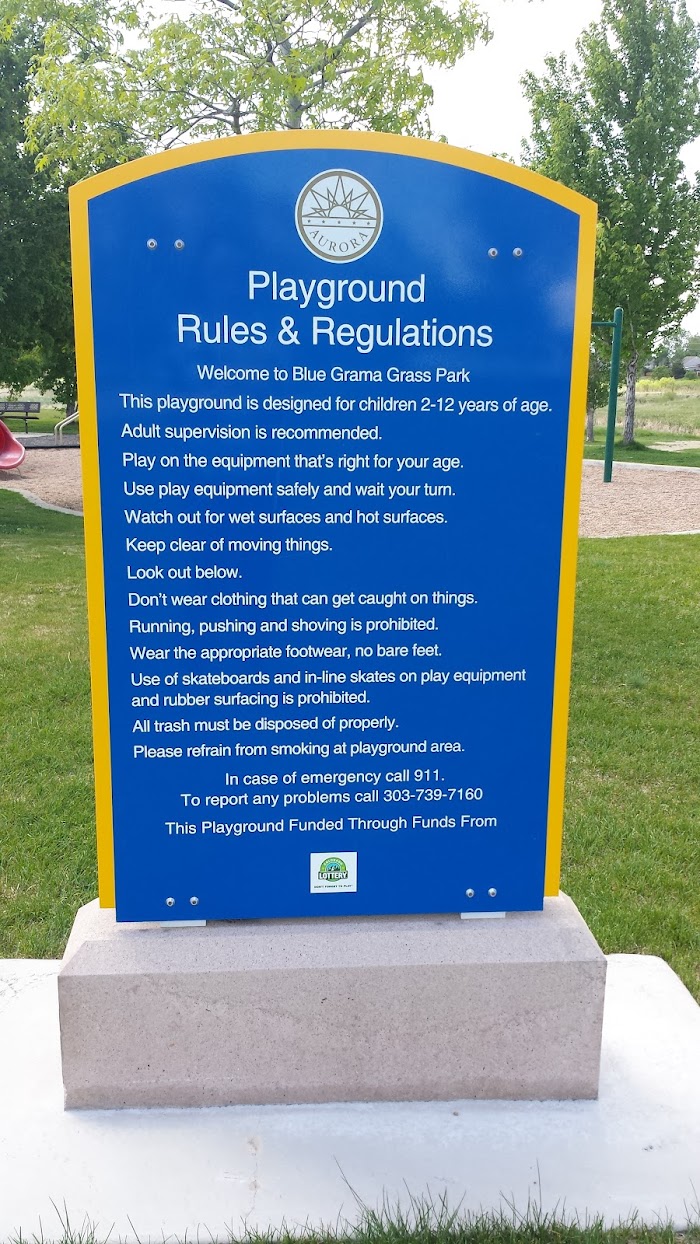 AURORA
Playground
Rules & Regulations
Welcome to Blue Grama Grass Park
This playground is designed for children 2-12 years of age.
Adult supervision is recommended.
Play on the equipment that's right for your age.
Use play equipment safely and wait your turn.
Watch out for wet surfaces and hot surfaces.
Keep clear of moving things.
Look out below.
Don't wear clothing that can get caught on things.
Running, pushing and shoving is prohibited.
Wear the appropriate footwear, no bare feet.
Use of skateboards and in-line skates on play equipment
and rubber surfacing is prohibited.
All trash must be disposed of properly.
Please refrain from smoking at playground area.
In case of emergency call 911.
To report any problems call 303-739-7160
This Playground Funded Through Funds From
LOTTERY